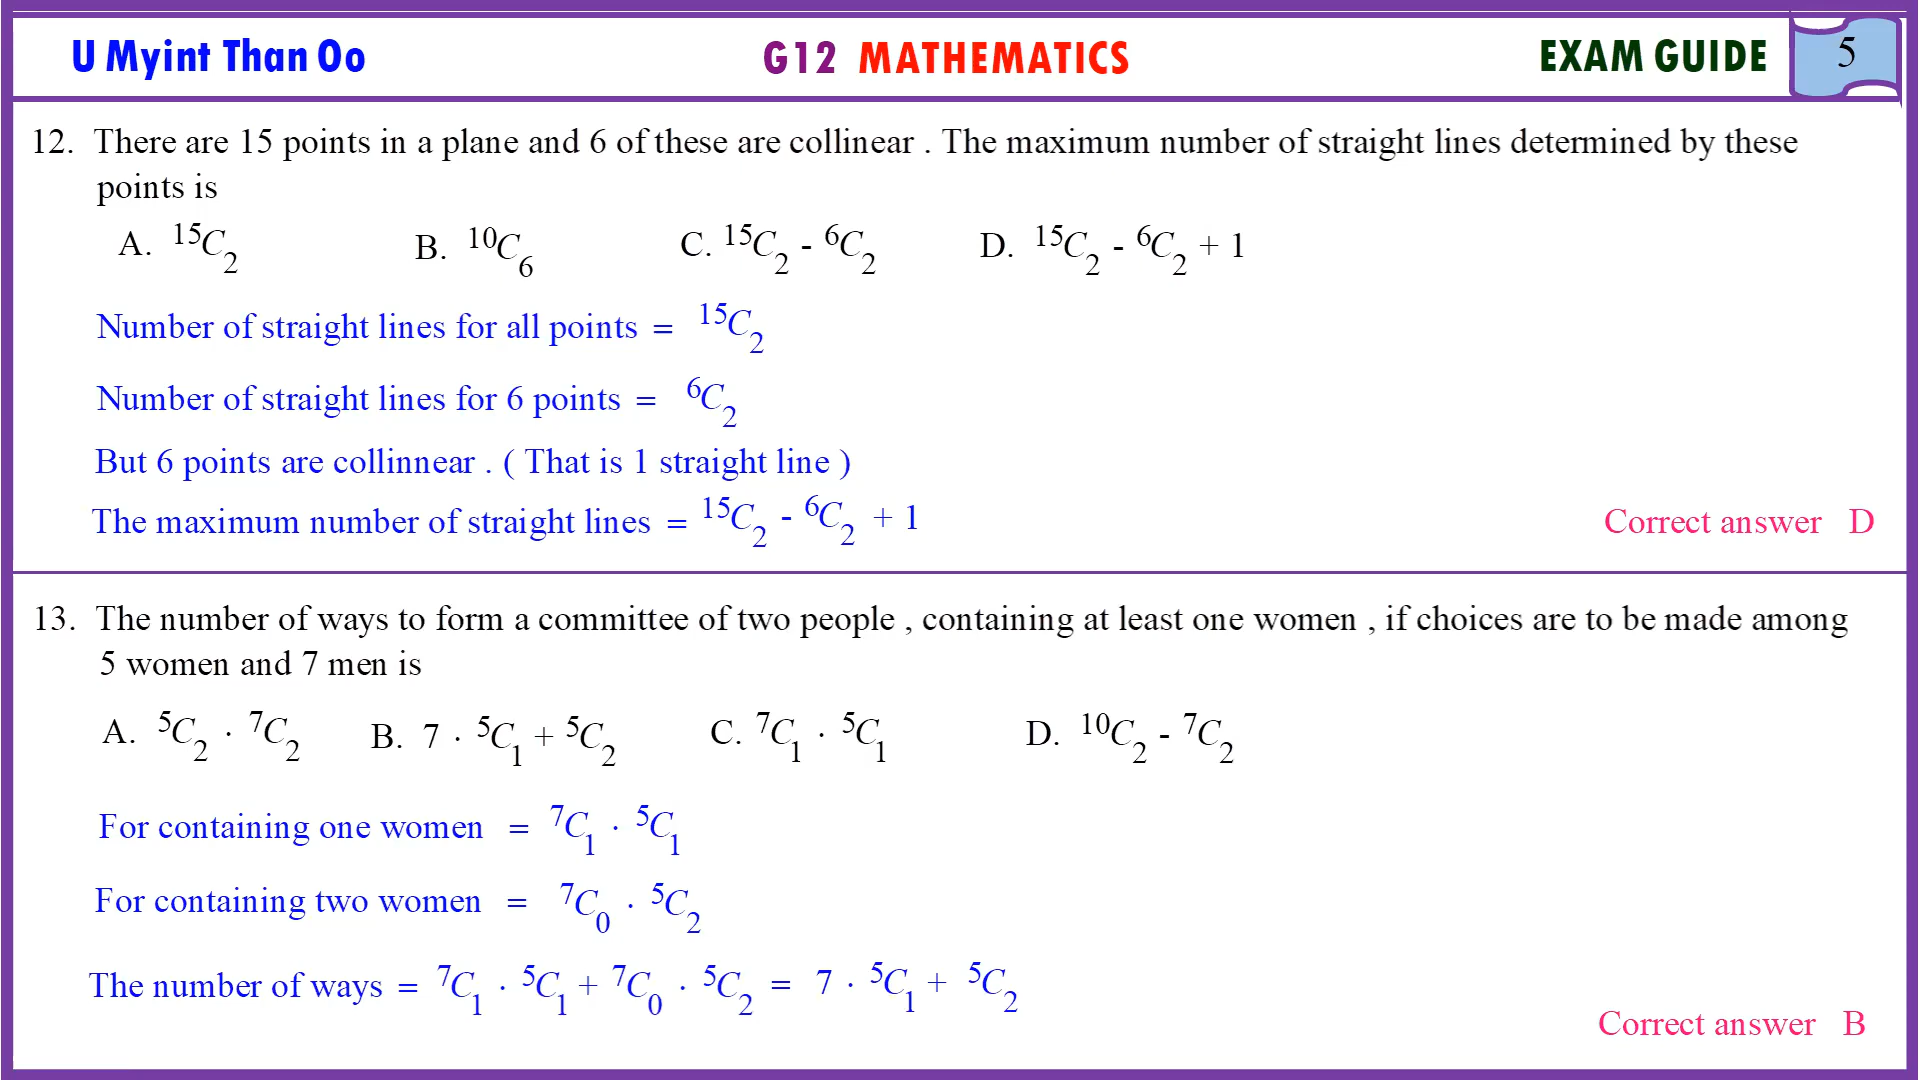 U Myint Than Oo G12 MATHEMATICS EXAM GUIDE 5
12. There are 15 points in a plane and 6 of these are collinear . The maximum number of straight lines determined by these
points is
A. ¹⁵C₂ B. ¹⁰C₆ C. ¹⁵C₂ - ⁶C₂ D. ¹⁵C₂ - ⁶C₂ + 1
Number of straight lines for all points = ¹⁵C₂
Number of straight lines for 6 points = ⁶C₂
But 6 points are collinnear . ( That is 1 straight line )
The maximum number of straight lines = ¹⁵C₂ - ⁶C₂ + 1 Correct answer D
13. The number of ways to form a committee of two people , containing at least one women , if choices are to be made among
5 women and 7 men is
A. ⁵C₂ · ⁷C₂ B. 7 · ⁵C₁ + ⁵C₂ C. ⁷C₁ · ⁵C₁ D. ¹⁰C₂ - ⁷C₂
For containing one women = ⁷C₁ · ⁵C₁
For containing two women = ⁷C₀ · ⁵C₂
The number of ways = ⁷C₁ · ⁵C₁ + ⁷C₀ · ⁵C₂ = 7 · ⁵C₁ + ⁵C₂
Correct answer B